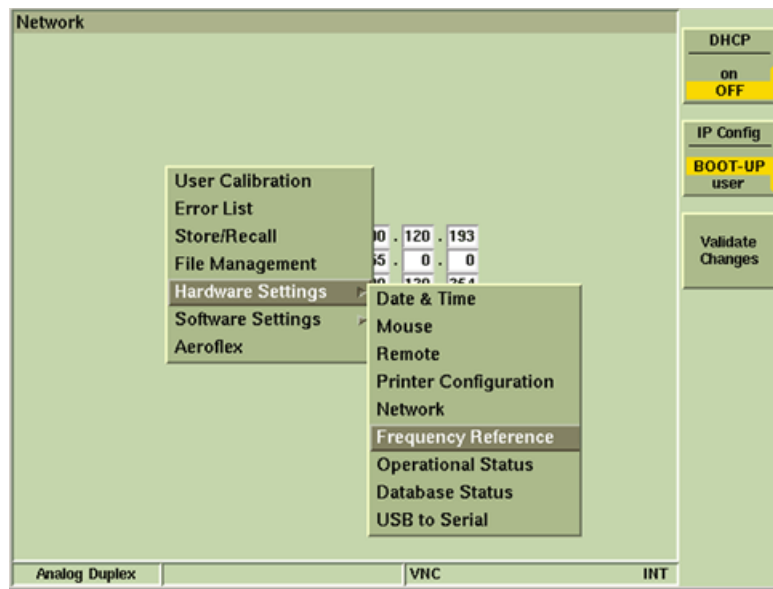 Network
DHCP
on
OFF
IP Config
BOOT-UP
user
Validate
Changes
User Calibration
Error List
Store/Recall
File Management
Hardware Settings
Software Settings
Aeroflex
. 120 . 193
. 0 . 0
Date & Time
Mouse
Remote
Printer Configuration
Network
Frequency Reference
Operational Status
Database Status
USB to Serial
Analog Duplex
VNC
INT